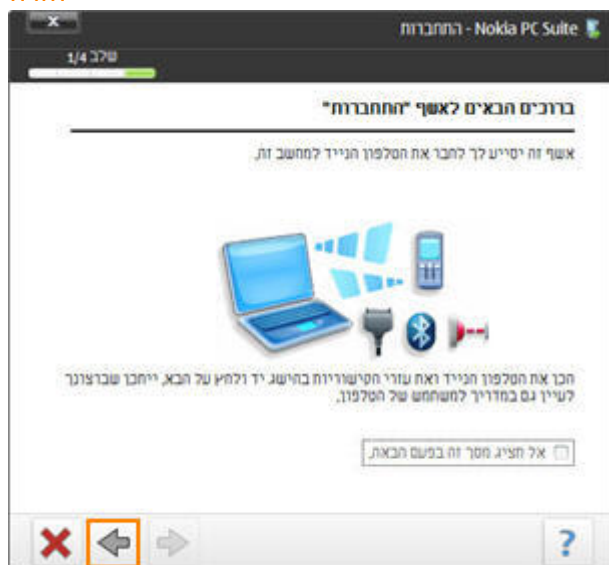 Nokia PC Suite - התחברות
שלב 1/4
ברוכים הבאים לאשף "התחברות"
אשף זה יסייע לך לחבר את הטלפון הנייד למחשב זה.
הכן את הטלפון הנייד ואת עזרי הקישוריות בהישג יד ולחץ על הבא, ייתכן שברצונך
לעיין גם במדריך למשתמש של הטלפון.
אל תציג מסך זה בפעם הבאה.